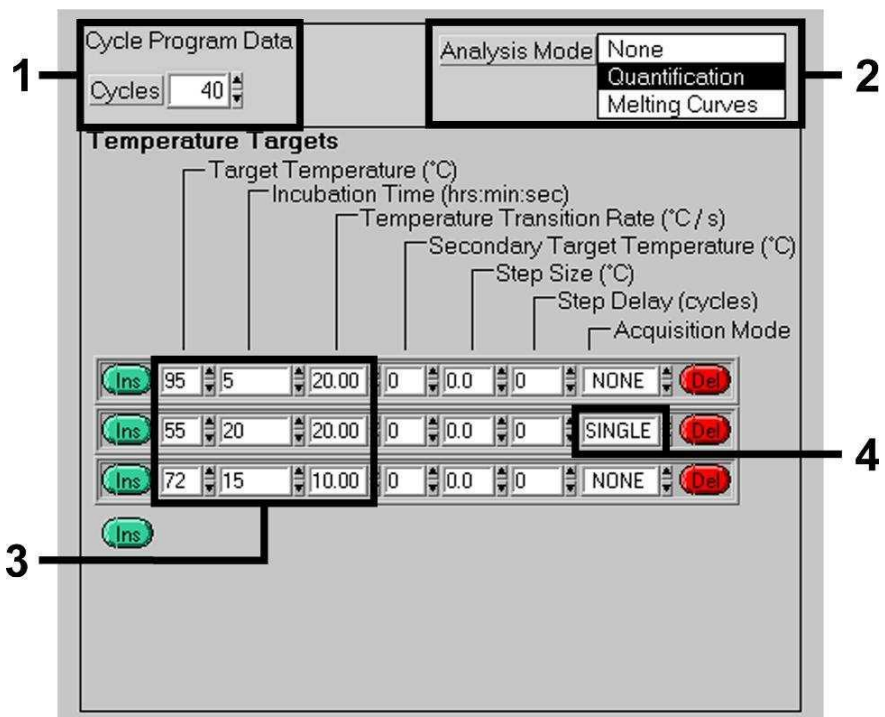 Cycle Program Data
Cycles 40
Analysis Mode None
Quantification
Melting Curves
1
2
Temperature Targets
Target Temperature (°C)
Incubation Time (hrs:min:sec)
Temperature Transition Rate (°C / s)
Secondary Target Temperature (°C)
Step Size (°C)
Step Delay (cycles)
Acquisition Mode
Ins 95 5 20.00 0 0.0 0 NONE Del
Ins 55 20 20.00 0 0.0 0 SINGLE Del
4
Ins 72 15 10.00 0 0.0 0 NONE Del
Ins
3